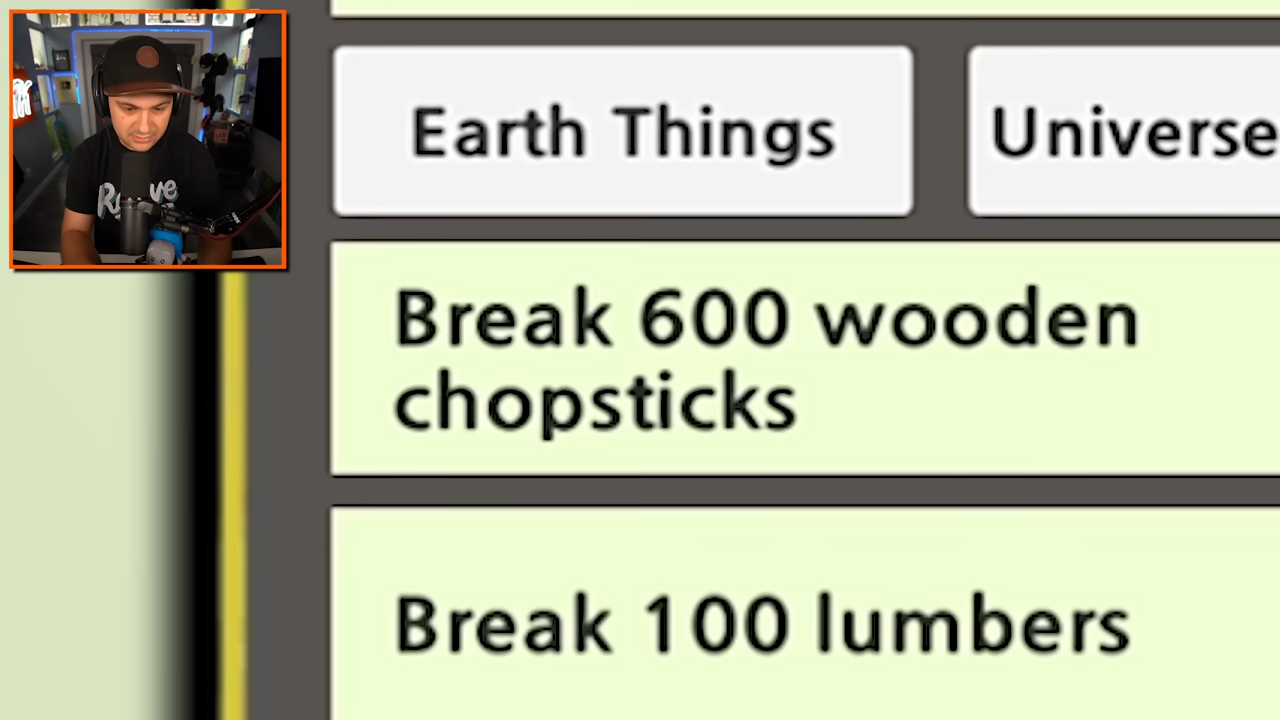 Earth Things
Universe
Break 600 wooden
chopsticks
Break 100 lumbers